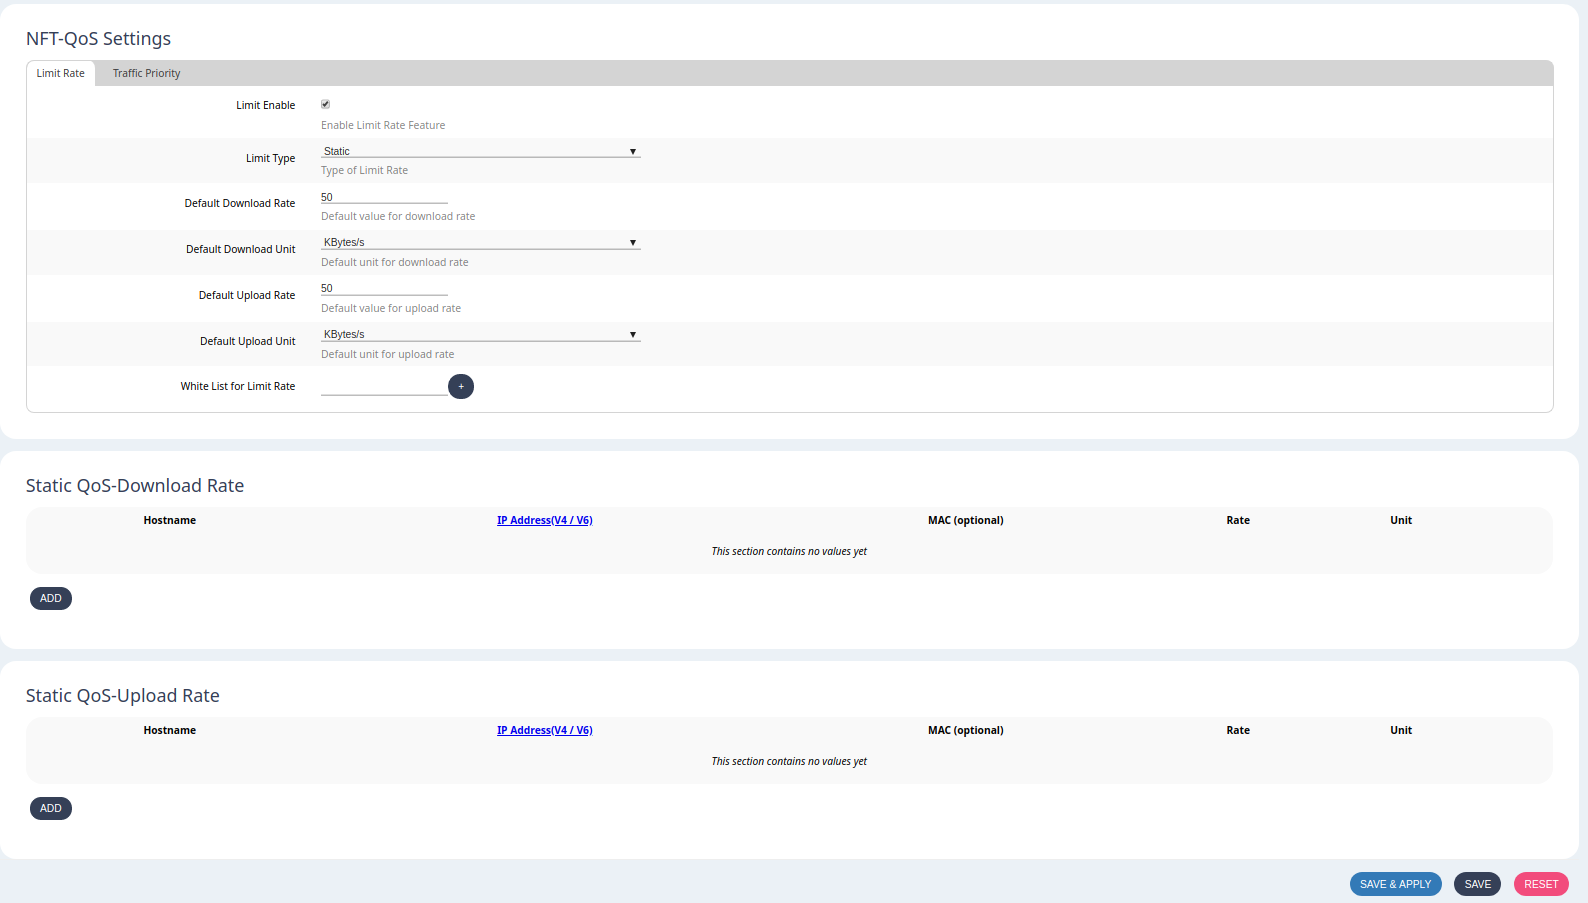 NFT-QoS Settings
Limit Rate Traffic Priority
Limit Enable
Enable Limit Rate Feature
Limit Type Static
Type of Limit Rate
Default Download Rate 50
Default value for download rate
Default Download Unit KBytes/s
Default unit for download rate
Default Upload Rate 50
Default value for upload rate
Default Upload Unit KBytes/s
Default unit for upload rate
White List for Limit Rate +
Static QoS-Download Rate
Hostname IP Address(V4 / V6) MAC (optional) Rate Unit
This section contains no values yet
ADD
Static QoS-Upload Rate
Hostname IP Address(V4 / V6) MAC (optional) Rate Unit
This section contains no values yet
ADD
SAVE & APPLY SAVE RESET